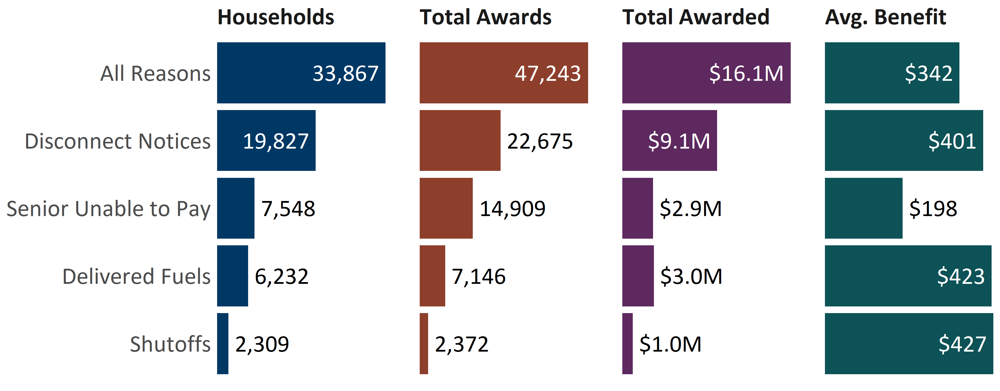 Households Total Awards Total Awarded Avg. Benefit
All Reasons 33,867 47,243 $16.1M $342
Disconnect Notices 19,827 22,675 $9.1M $401
Senior Unable to Pay 7,548 14,909 $2.9M $198
Delivered Fuels 6,232 7,146 $3.0M $423
Shutoffs 2,309 2,372 $1.0M $427